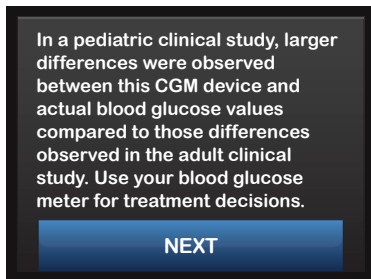 In a pediatric clinical study, larger
differences were observed
between this CGM device and
actual blood glucose values
compared to those differences
observed in the adult clinical
study. Use your blood glucose
meter for treatment decisions.
NEXT